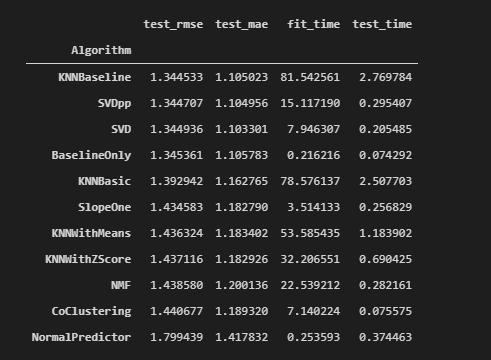 test_rmse test_mae fit_time test_time
Algorithm
KNNBaseline 1.344533 1.105023 81.542561 2.769784
SVDpp 1.344707 1.104956 15.117190 0.295407
SVD 1.344936 1.103301 7.946307 0.205485
BaselineOnly 1.345361 1.105783 0.216216 0.074292
KNNBasic 1.392942 1.162765 78.576137 2.507703
SlopeOne 1.434583 1.182790 3.514133 0.256829
KNNWithMeans 1.436324 1.183402 53.585435 1.183902
KNNWithZScore 1.437116 1.182926 32.206551 0.690425
NMF 1.438580 1.200136 22.539212 0.282161
CoClustering 1.440677 1.189320 7.140224 0.075575
NormalPredictor 1.799439 1.417832 0.253593 0.374463